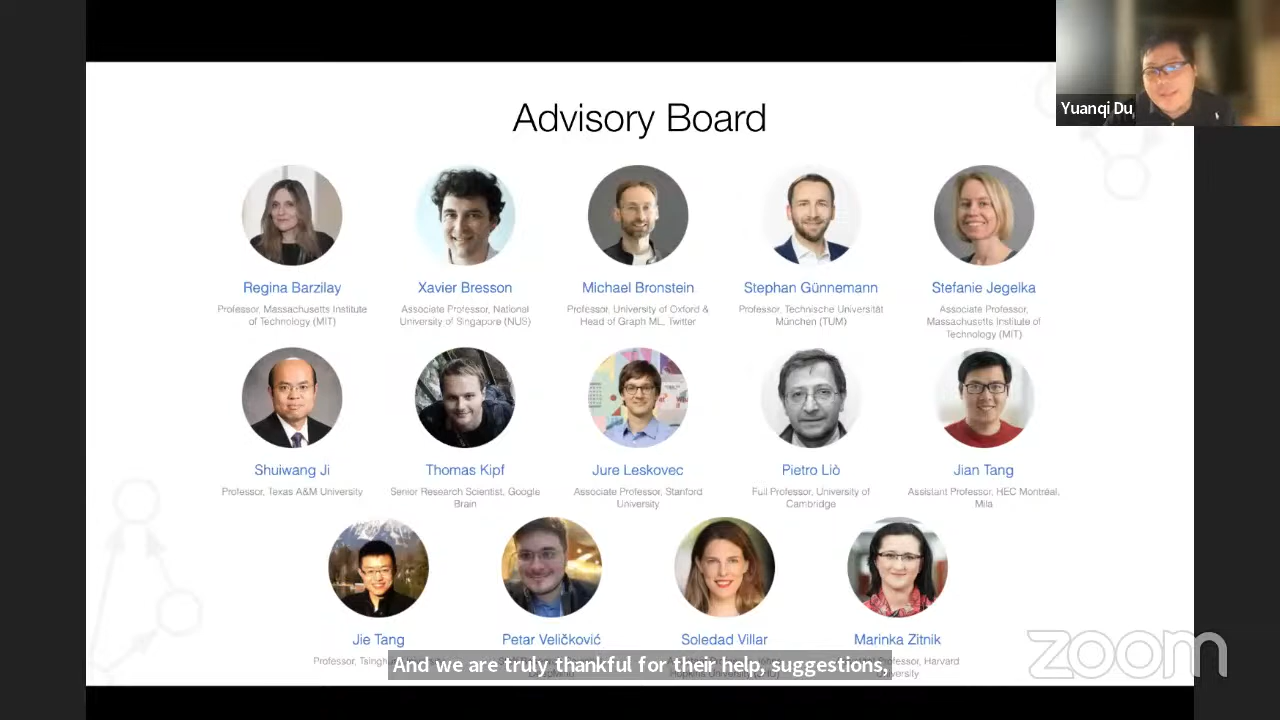 Advisory Board
Yuanqi Du
Regina Barzilay
Professor, Massachusetts Institute
of Technology (MIT)
Xavier Bresson
Associate Professor, National
University of Singapore (NUS)
Michael Bronstein
Professor, University of Oxford &
Head of Graph ML, Twitter
Stephan Günnemann
Professor, Technische Universität
München (TUM)
Stefanie Jegelka
Associate Professor,
Massachusetts Institute of
Technology (MIT)
Shuiwang Ji
Professor, Texas A&M University
Thomas Kipf
Senior Research Scientist, Google
Brain
Jure Leskovec
Associate Professor, Stanford
University
Pietro Liò
Full Professor, University of
Cambridge
Jian Tang
Assistant Professor, HEC Montréal,
Mila
Jie Tang
Professor,
Petar Veličković
Soledad Villar
Marinka Zitnik
Professor, Harvard
And we are truly thankful for their help, suggestions,
zoom